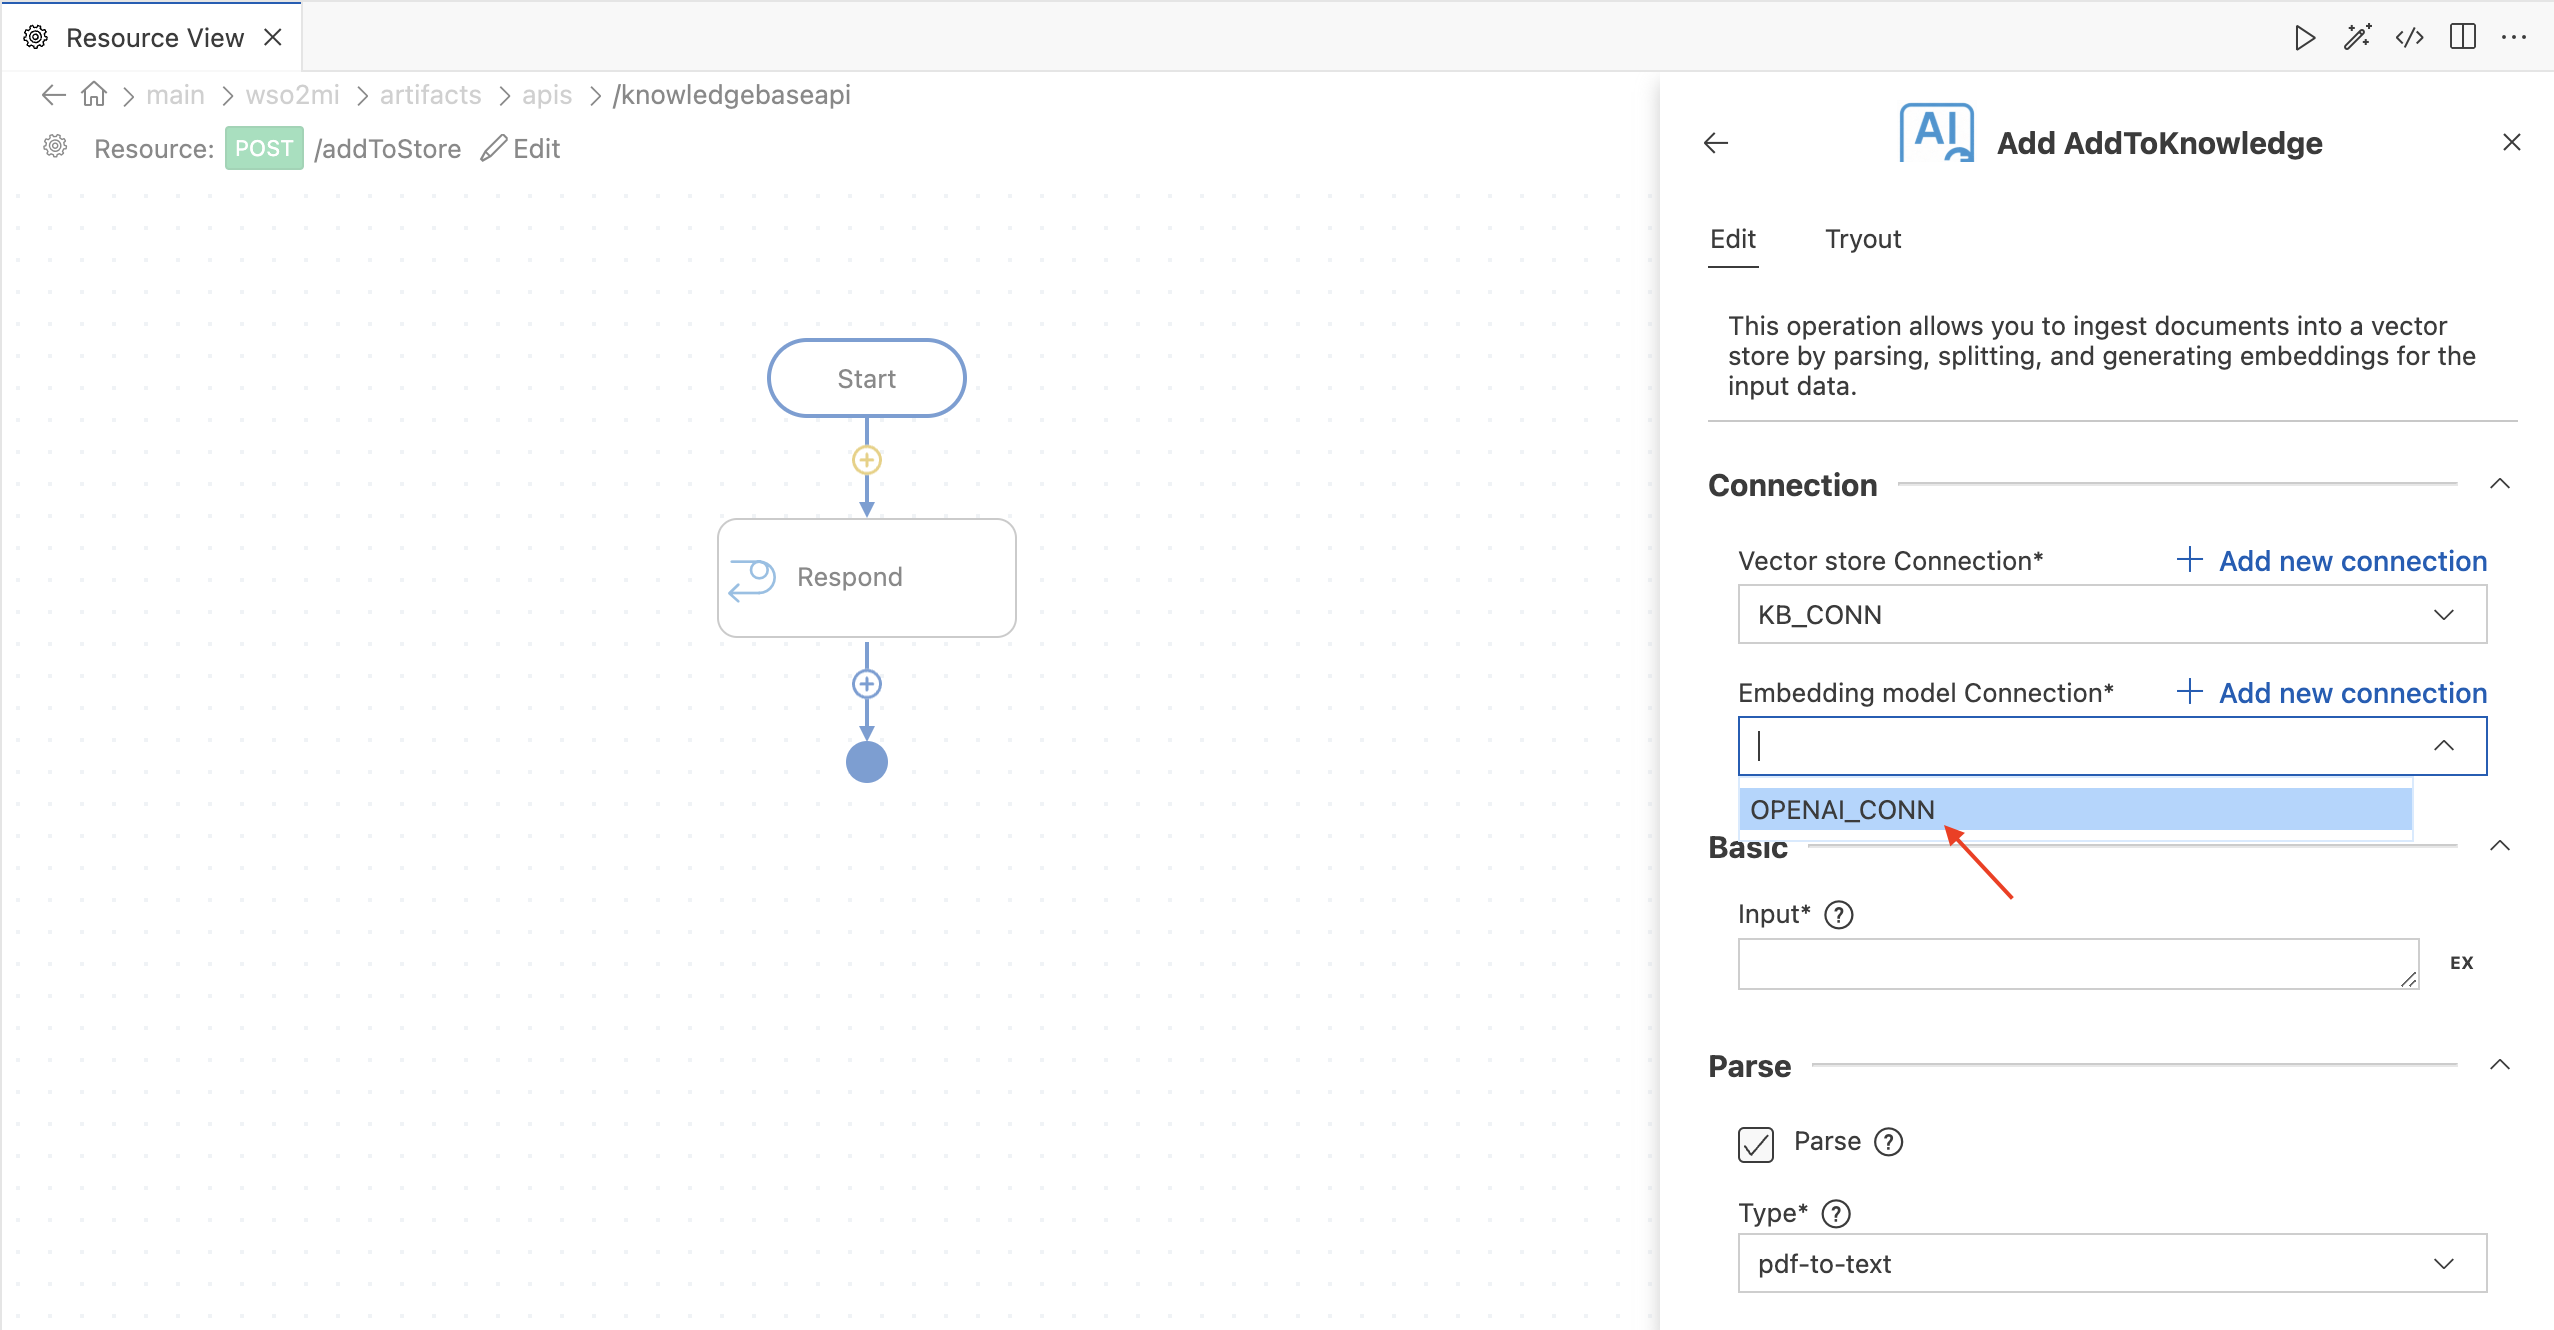 Resource View
main > wso2mi > artifacts > apis > /knowledgebaseapi
Resource: POST /addToStore Edit
Start
Respond
AI
Add AddToKnowledge
Edit Tryout
This operation allows you to ingest documents into a vector
store by parsing, splitting, and generating embeddings for the
input data.
Connection
Vector store Connection* + Add new connection
KB_CONN
Embedding model Connection* + Add new connection
OPENAI_CONN
Basic
Input* ?
EX
Parse
Parse ?
Type* ?
pdf-to-text